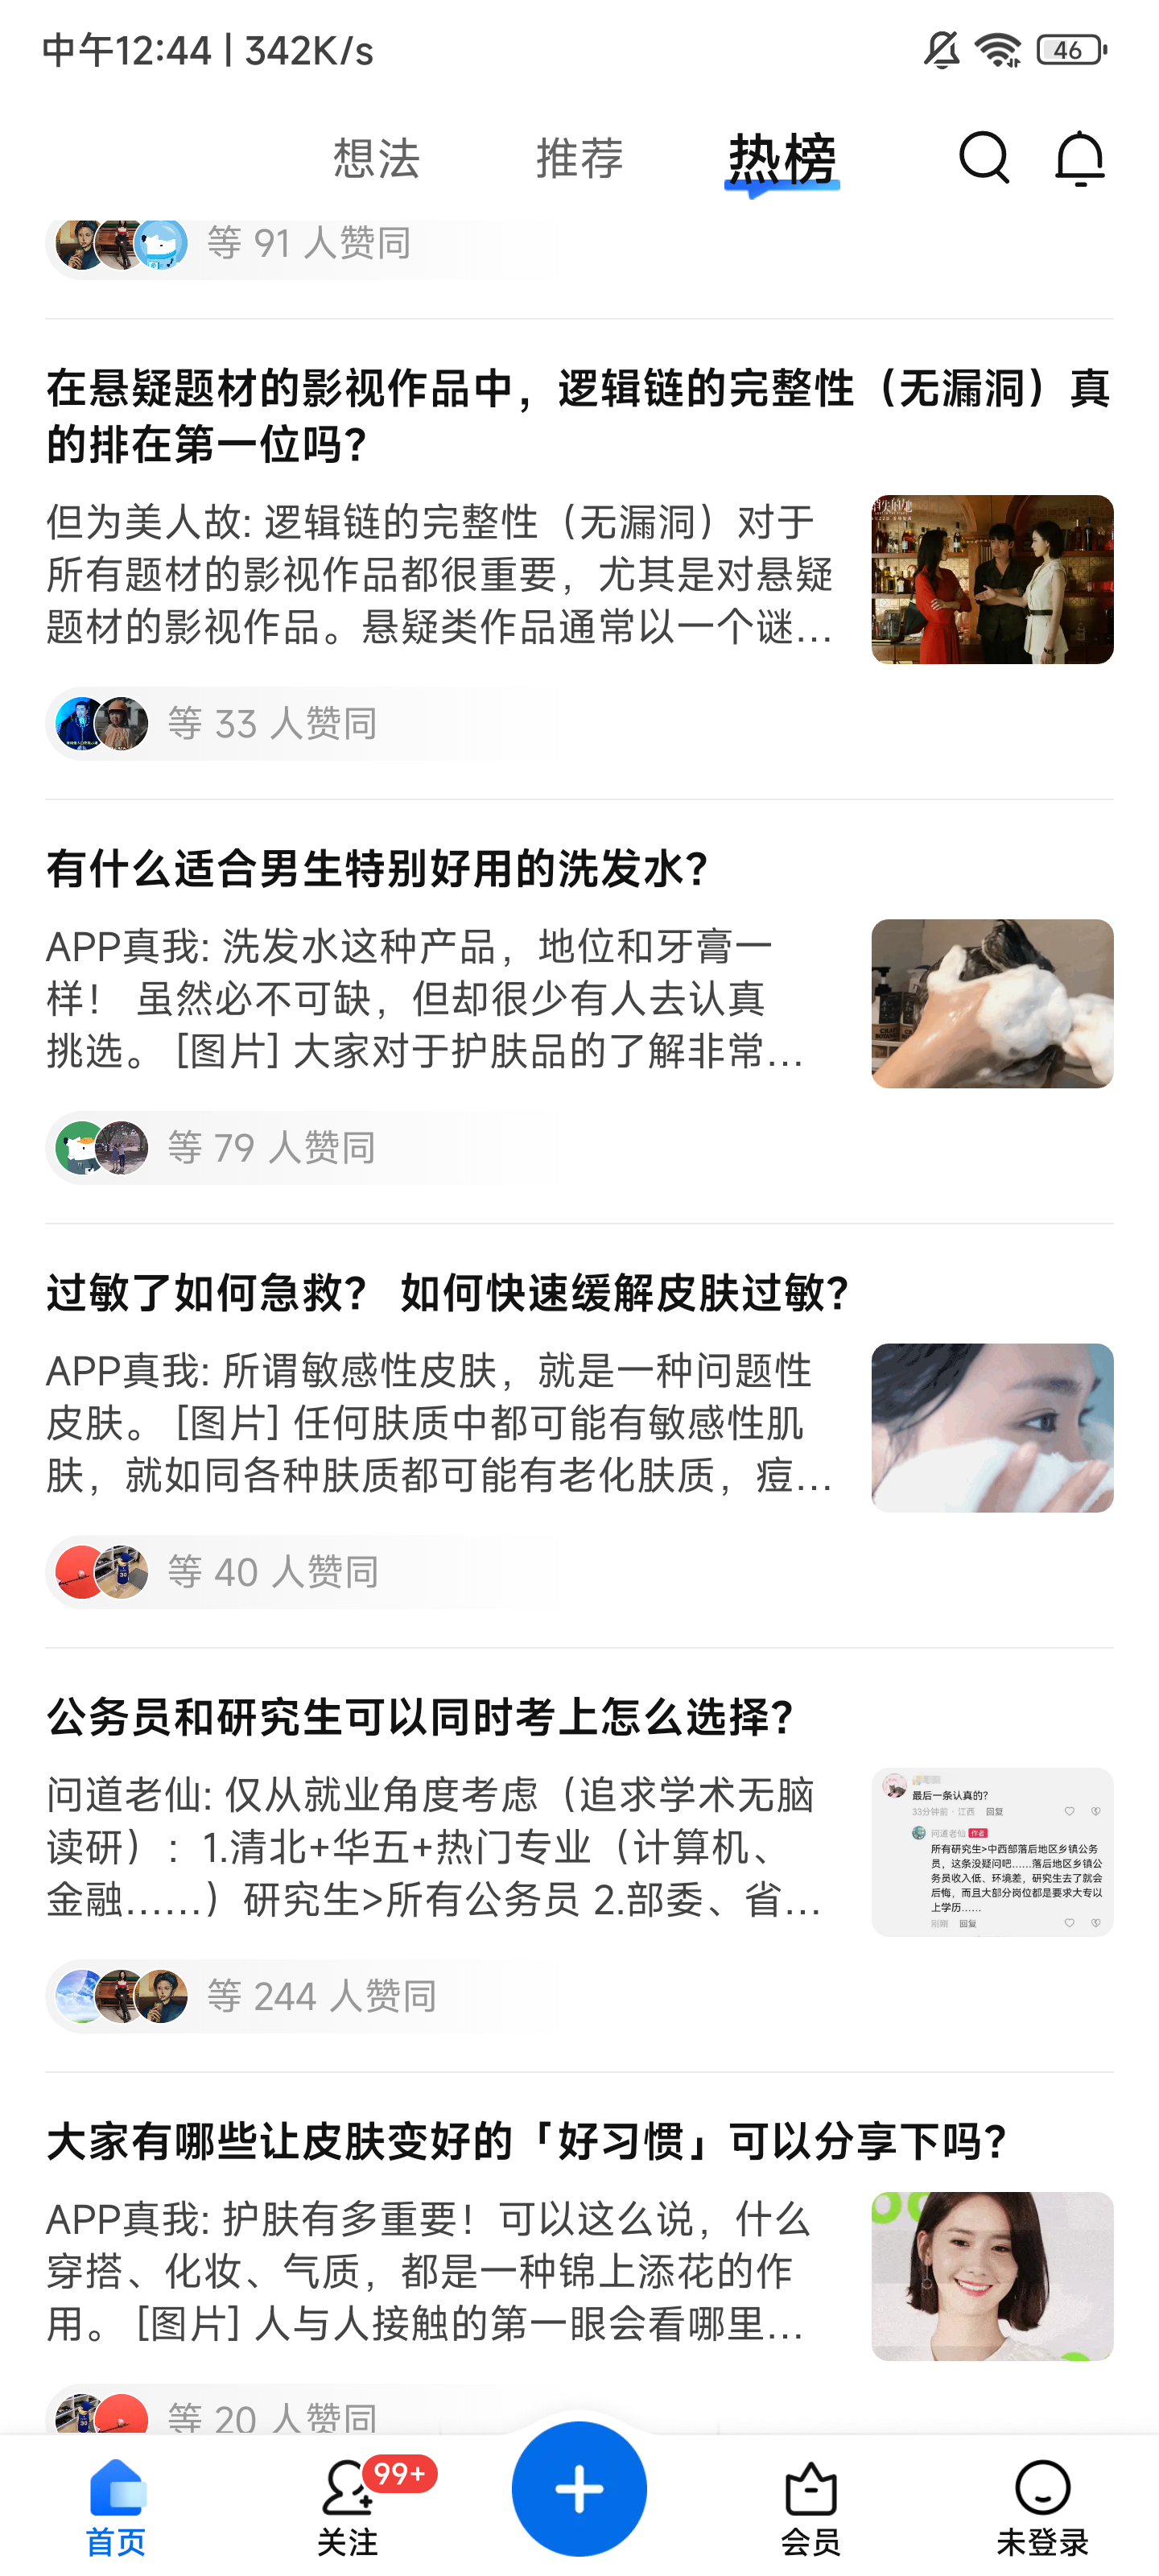 中午12:44 | 342K/s
46
想法
推荐
热榜
等 91 人赞同
在悬疑题材的影视作品中，逻辑链的完整性（无漏洞）真
的排在第一位吗？
但为美人故: 逻辑链的完整性（无漏洞）对于
所有题材的影视作品都很重要，尤其是对悬疑
题材的影视作品。悬疑类作品通常以一个谜...
等 33 人赞同
有什么适合男生特别好用的洗发水？
APP真我: 洗发水这种产品，地位和牙膏一
样！ 虽然必不可缺，但却很少有人去认真
挑选。 [图片] 大家对于护肤品的了解非常...
等 79 人赞同
过敏了如何急救？ 如何快速缓解皮肤过敏？
APP真我: 所谓敏感性皮肤，就是一种问题性
皮肤。 [图片] 任何肤质中都可能有敏感性肌
肤，就如同各种肤质都可能有老化肤质，痘...
等 40 人赞同
公务员和研究生可以同时考上怎么选择？
问道老仙: 仅从就业角度考虑（追求学术无脑
读研）：1.清北+华五+热门专业（计算机、
金融……）研究生>所有公务员 2.部委、省...
最后一条认真的?
33分钟前 · 江西 回复
问道老仙 作者
所有研究生>中西部落后地区乡镇公务
员，这条没疑问吧……落后地区乡镇公
务员收入低、环境差，研究生去了就会
后悔，而且大部分岗位都是要求大专以
上学历……
刚刚 回复
等 244 人赞同
大家有哪些让皮肤变好的「好习惯」可以分享下吗？
APP真我: 护肤有多重要！可以这么说，什么
穿搭、化妆、气质，都是一种锦上添花的作
用。 [图片] 人与人接触的第一眼会看哪里...
等 20 人赞同
99+
首页
关注
会员
未登录